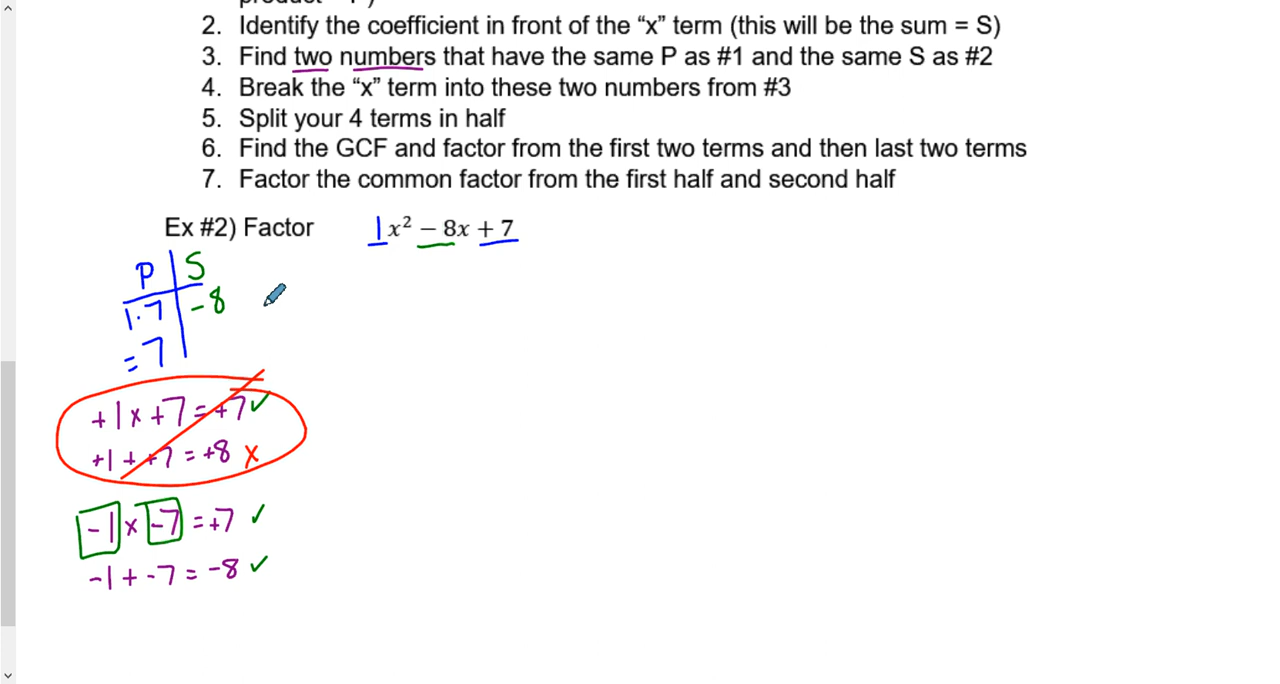 2. Identify the coefficient in front of the “x” term (this will be the sum = S)
3. Find two numbers that have the same P as #1 and the same S as #2
4. Break the “x” term into these two numbers from #3
5. Split your 4 terms in half
6. Find the GCF and factor from the first two terms and then last two terms
7. Factor the common factor from the first half and second half
Ex #2) Factor 1x² − 8x + 7
P S
1·7 -8
=7
+1 x +7 = +7 ✓
+1 + +7 = +8 x
-1 x -7 = +7 ✓
-1 + -7 = -8 ✓